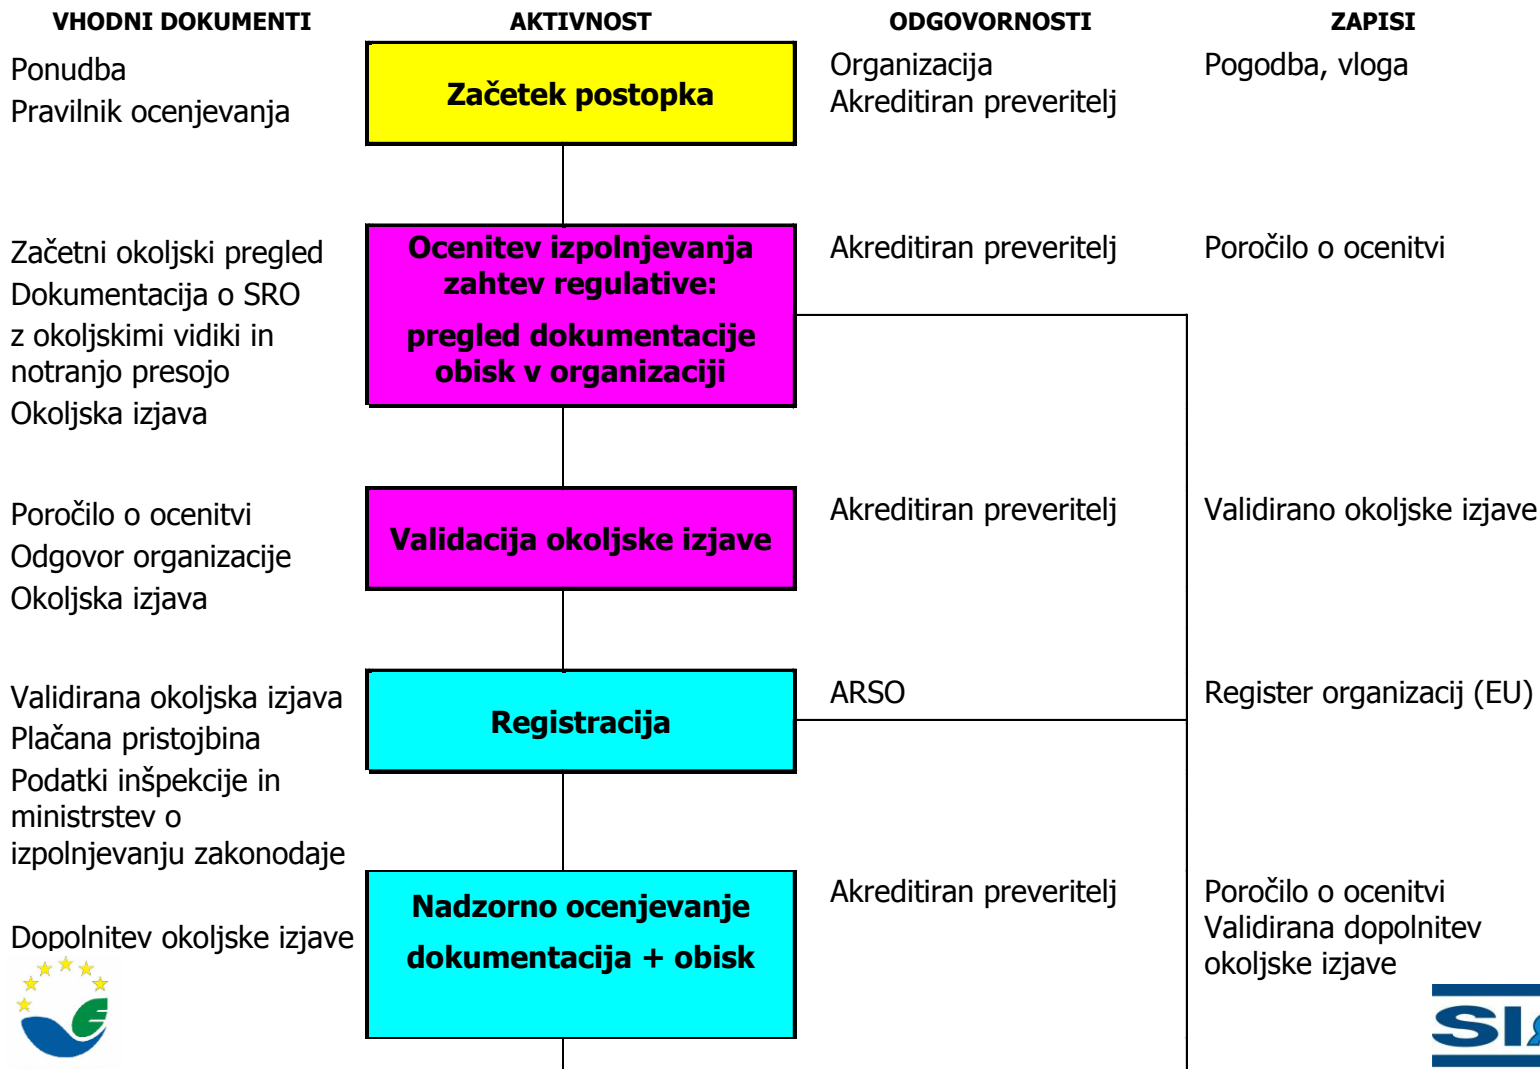 VHODNI DOKUMENTI
AKTIVNOST
ODGOVORNOSTI
ZAPISI
Ponudba
Pravilnik ocenjevanja
Začetek postopka
Organizacija
Akreditiran preveritelj
Pogodba, vloga
Začetni okoljski pregled
Dokumentacija o SRO
z okoljskimi vidiki in
notranjo presojo
Okoljska izjava
Ocenitev izpolnjevanja
zahtev regulative:
pregled dokumentacije
obisk v organizaciji
Akreditiran preveritelj
Poročilo o ocenitvi
Poročilo o ocenitvi
Odgovor organizacije
Okoljska izjava
Validacija okoljske izjave
Akreditiran preveritelj
Validirano okoljske izjave
Validirana okoljska izjava
Plačana pristojbina
Podatki inšpekcije in
ministrstev o
izpolnjevanju zakonodaje
Registracija
ARSO
Register organizacij (EU)
Dopolnitev okoljske izjave
Nadzorno ocenjevanje
dokumentacija + obisk
Akreditiran preveritelj
Poročilo o ocenitvi
Validirana dopolnitev
okoljske izjave